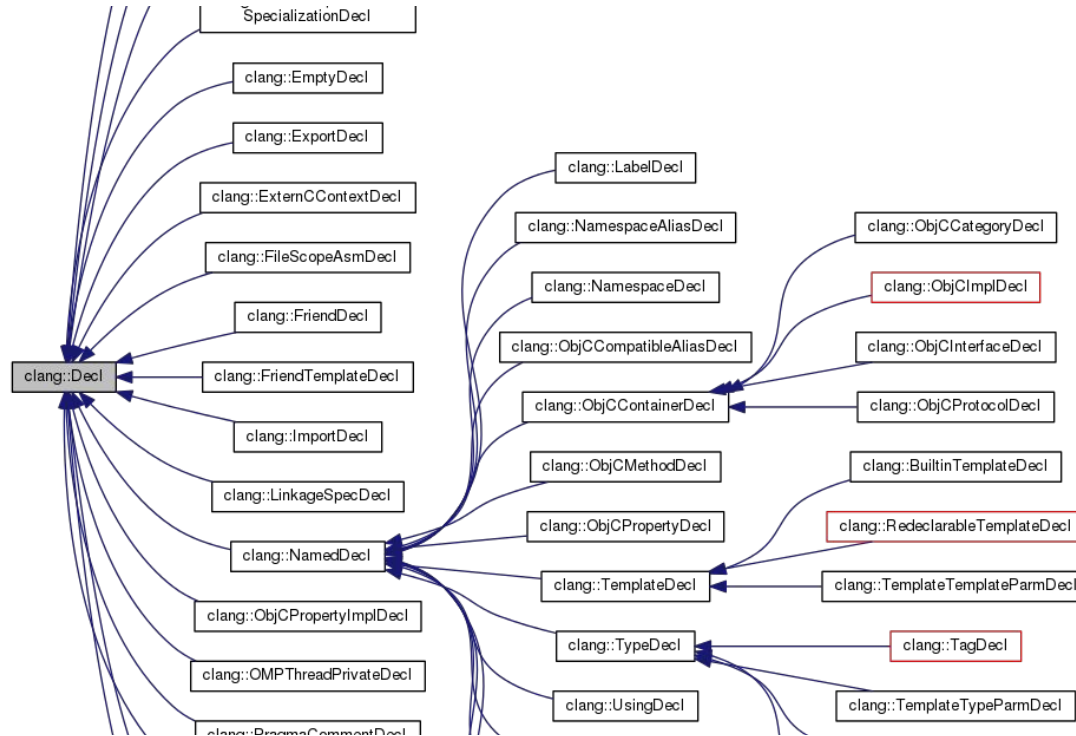 SpecializationDecl
clang::EmptyDecl
clang::ExportDecl
clang::ExternCContextDecl
clang::FileScopeAsmDecl
clang::FriendDecl
clang::Decl
clang::FriendTemplateDecl
clang::ImportDecl
clang::LinkageSpecDecl
clang::NamedDecl
clang::ObjCPropertyImplDecl
clang::OMPThreadPrivateDecl
clang::PragmaCommentDecl
clang::LabelDecl
clang::NamespaceAliasDecl
clang::NamespaceDecl
clang::ObjCCompatibleAliasDecl
clang::ObjCContainerDecl
clang::ObjCMethodDecl
clang::ObjCPropertyDecl
clang::TemplateDecl
clang::TypeDecl
clang::UsingDecl
clang::ObjCCategoryDecl
clang::ObjCImplDecl
clang::ObjCInterfaceDecl
clang::ObjCProtocolDecl
clang::BuiltinTemplateDecl
clang::RedeclarableTemplateDecl
clang::TemplateTemplateParmDecl
clang::TagDecl
clang::TemplateTypeParmDecl